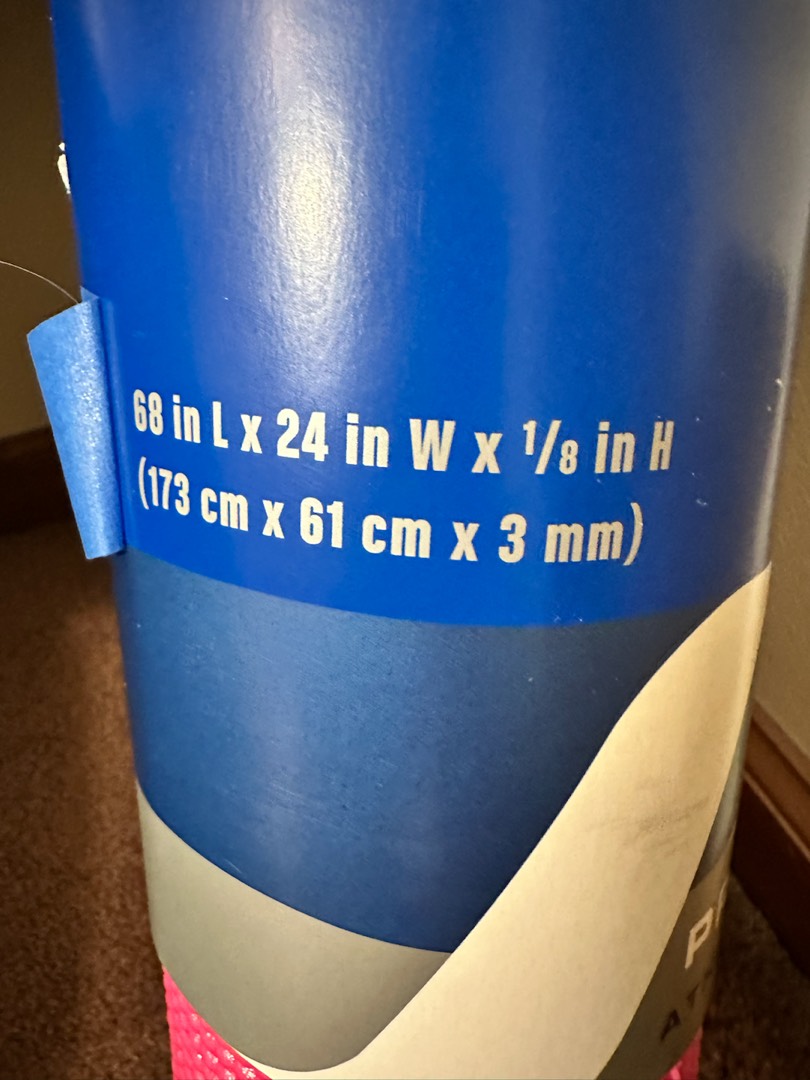 68 in L x 24 in W x 1/8 in H
(173 cm x 61 cm x 3 mm)